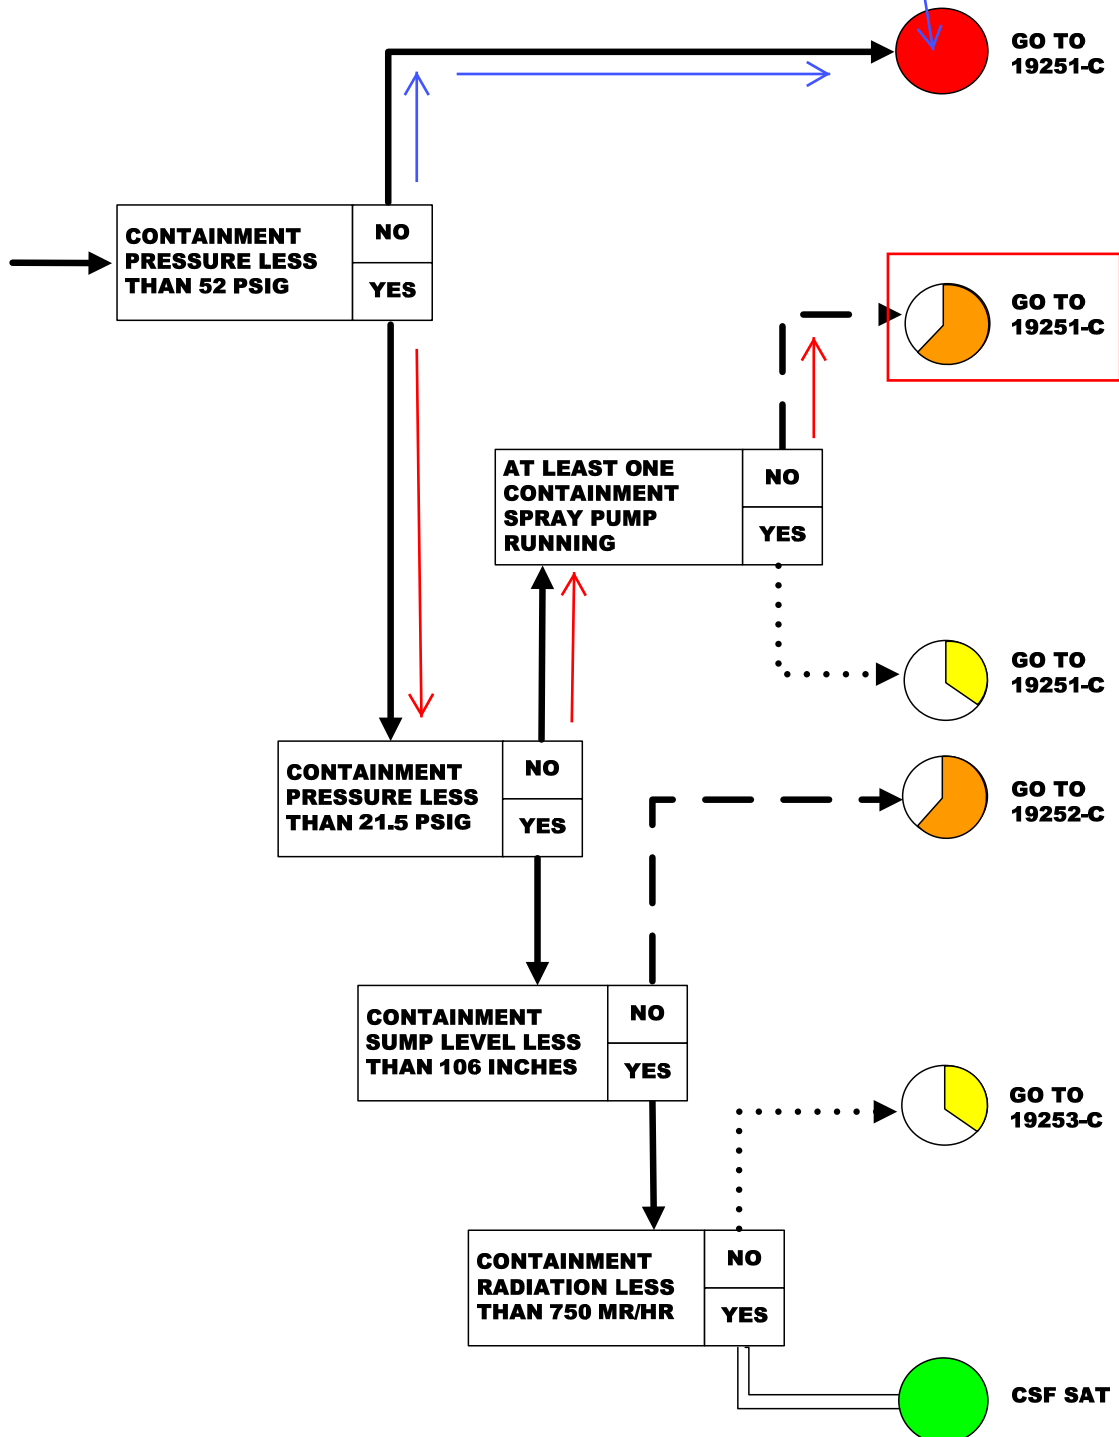 GO TO
19251-C
CONTAINMENT
PRESSURE LESS
THAN 52 PSIG
NO
YES
GO TO
19251-C
AT LEAST ONE
CONTAINMENT
SPRAY PUMP
RUNNING
NO
YES
GO TO
19251-C
CONTAINMENT
PRESSURE LESS
THAN 21.5 PSIG
NO
YES
GO TO
19252-C
CONTAINMENT
SUMP LEVEL LESS
THAN 106 INCHES
NO
YES
GO TO
19253-C
CONTAINMENT
RADIATION LESS
THAN 750 MR/HR
NO
YES
CSF SAT